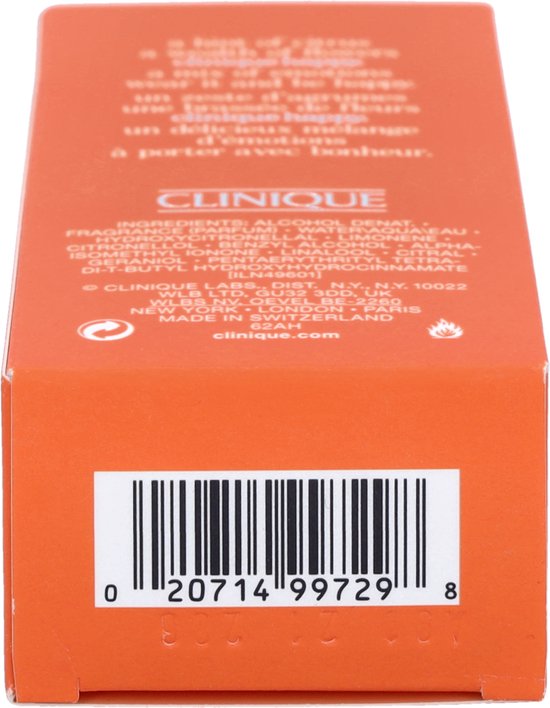 a hint of citrus
a wealth of flowers
clinique happy.
a mix of emotions
wear it and be happy.
un zeste d'agrumes
une brassée de fleurs
clinique happy.
un délicieux mélange
d'émotions
à porter avec bonheur.
CLINIQUE
INGREDIENTS: ALCOHOL DENAT. •
FRAGRANCE (PARFUM) • WATER\AQUA\EAU •
HYDROXYCITRONELLAL • LIMONENE •
CITRONELLOL • BENZYL ALCOHOL • ALPHA-
ISOMETHYL IONONE • LINALOOL • CITRAL •
GERANIOL • PENTAERYTHRITYL TETRA-
DI-T-BUTYL HYDROXYHYDROCINNAMATE
[ILN49601]
© CLINIQUE LABS., DIST. N.Y., N.Y. 10022
WLB LTD. GU32 3DD. UK
WLBS NV. OEVEL BE-2260
NEW YORK • LONDON • PARIS
MADE IN SWITZERLAND
62AH
clinique.com
0 20714 99729 8